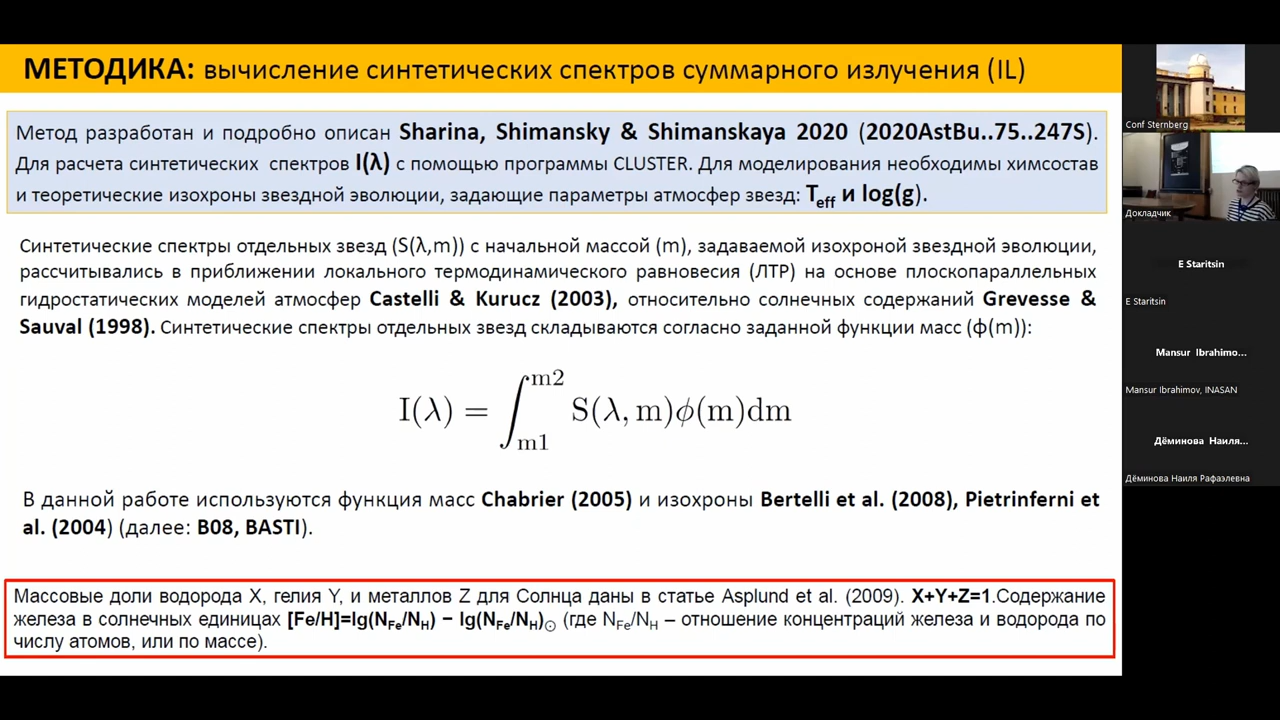 МЕТОДИКА: вычисление синтетических спектров суммарного излучения (IL)
Метод разработан и подробно описан Sharina, Shimansky & Shimanskaya 2020 (2020AstBu..75..247S).
Для расчета синтетических спектров I(λ) с помощью программы CLUSTER. Для моделирования необходимы химсостав
и теоретические изохроны звездной эволюции, задающие параметры атмосфер звезд: Teff и log(g).
Синтетические спектры отдельных звезд (S(λ,m)) с начальной массой (m), задаваемой изохроной звездной эволюции,
рассчитывались в приближении локального термодинамического равновесия (ЛТР) на основе плоскопараллельных
гидростатических моделей атмосфер Castelli & Kurucz (2003), относительно солнечных содержаний Grevesse &
Sauval (1998). Синтетические спектры отдельных звезд складываются согласно заданной функции масс (ф(m)):
I(λ) = ∫_m1^m2 S(λ, m)ϕ(m)dm
В данной работе используются функция масс Chabrier (2005) и изохроны Bertelli et al. (2008), Pietrinferni et
al. (2004) (далее: B08, BASTI).
Массовые доли водорода X, гелия Y, и металлов Z для Солнца даны в статье Asplund et al. (2009). X+Y+Z=1.Содержание
железа в солнечных единицах [Fe/H]=lg(NFe/NH) − lg(NFe/NH)⊙ (где NFe/NH – отношение концентраций железа и водорода по
числу атомов, или по массе).
Conf Sternberg
Докладчик
E Staritsin
E Staritsin
Mansur Ibrahimo...
Mansur Ibrahimov, INASAN
Дёминова Наиля...
Дёминова Наиля Рафаэлевна